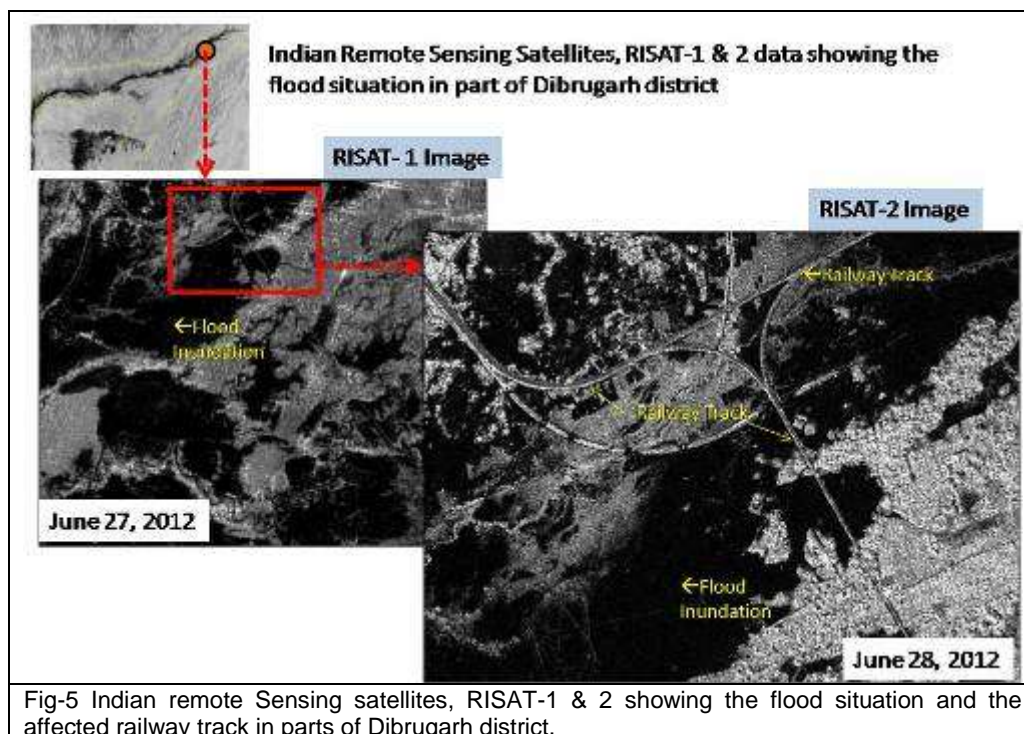 Indian Remote Sensing Satellites, RISAT-1 & 2 data showing the
flood situation in part of Dibrugarh district
RISAT- 1 Image
RISAT-2 Image
←Railway Track
←Flood
Inundation
← Railway Track
June 27, 2012
←Flood
Inundation
June 28, 2012
Fig-5 Indian remote Sensing satellites, RISAT-1 & 2 showing the flood situation and the
affected railway track in parts of Dibrugarh district.